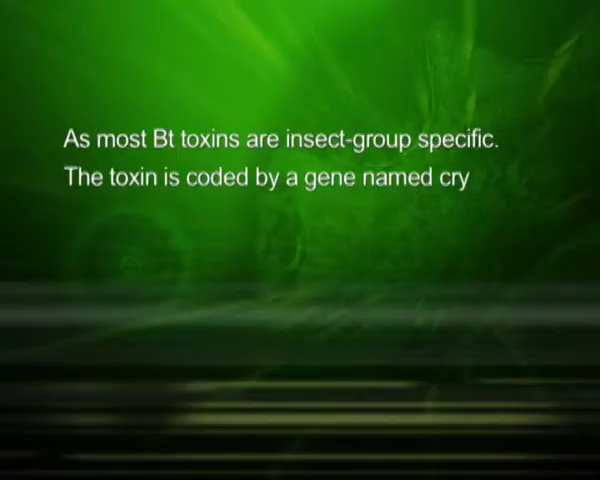 As most Bt toxins are insect-group specific.
The toxin is coded by a gene named cry